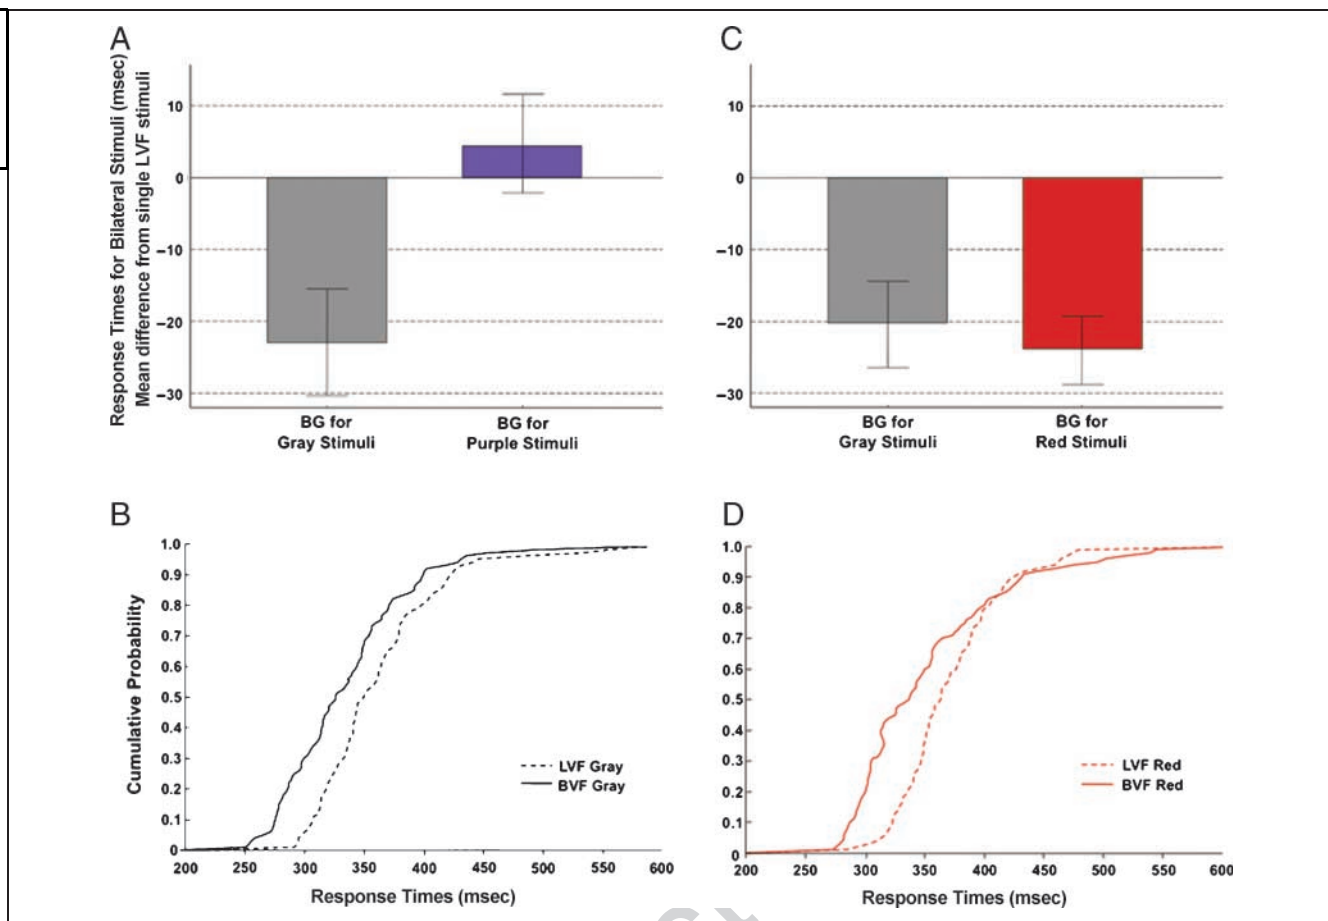 A
Response Times for Bilateral Stimuli (msec)
Mean difference from single LVF stimuli
10
0
−10
−20
−30
BG for
Gray Stimuli
BG for
Purple Stimuli
C
10
0
−10
−20
−30
BG for
Gray Stimuli
BG for
Red Stimuli
B
Cumulative Probability
1.0
0.9
0.8
0.7
0.6
0.5
0.4
0.3
0.2
0.1
0
LVF Gray
BVF Gray
200 250 300 350 400 450 500 550 600
Response Times (msec)
D
1.0
0.9
0.8
0.7
0.6
0.5
0.4
0.3
0.2
0.1
0
LVF Red
BVF Red
200 250 300 350 400 450 500 550 600
Response Times (msec)